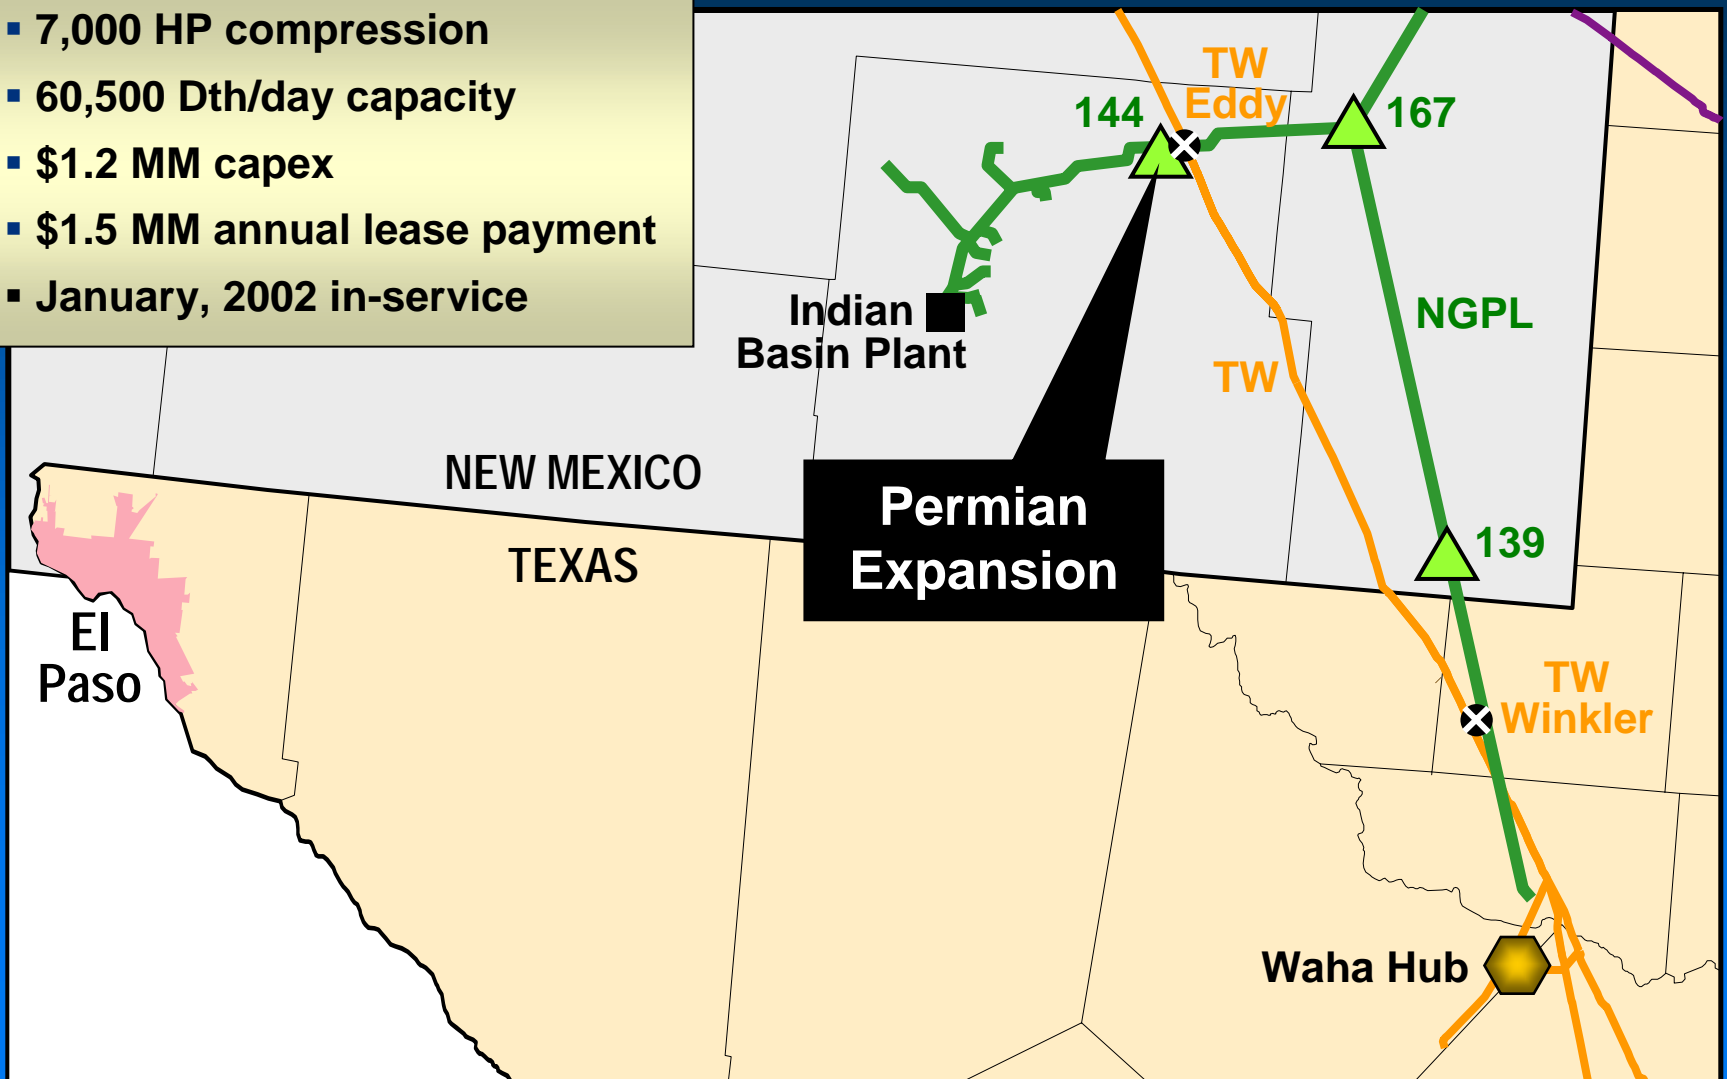 ▪ 7,000 HP compression
▪ 60,500 Dth/day capacity
▪ $1.2 MM capex
▪ $1.5 MM annual lease payment
▪ January, 2002 in-service
TW
Eddy
144
167
Indian
Basin Plant
NGPL
TW
NEW MEXICO
Permian
Expansion
TEXAS
139
El
Paso
TW
Winkler
Waha Hub